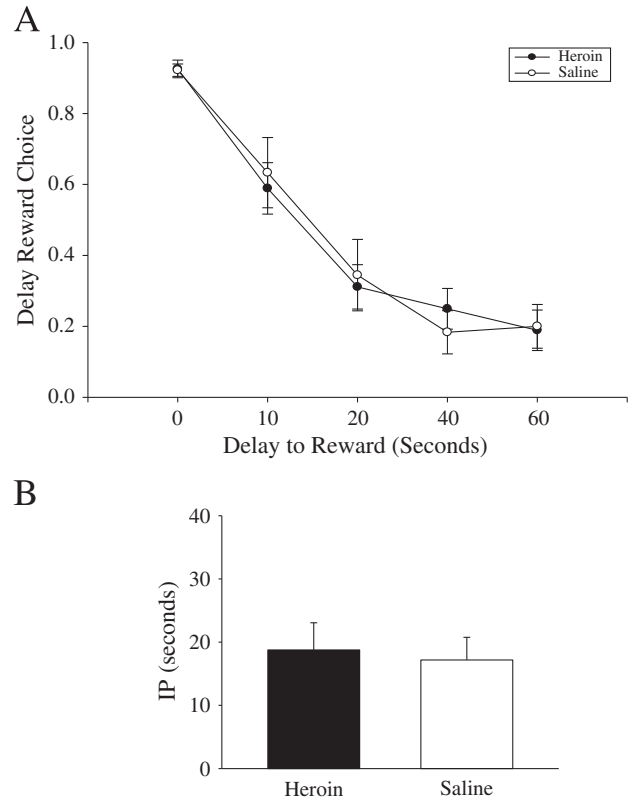 A
Heroin
Saline
Delay Reward Choice
1.0
0.8
0.6
0.4
0.2
0.0
0 10 20 40 60
Delay to Reward (Seconds)
B
IP (seconds)
40
30
20
10
0
Heroin Saline